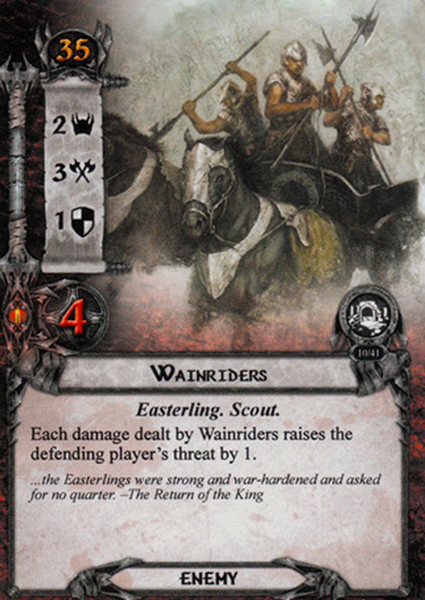 35
2
3
1
4
10/41
WAINRIDERS
Easterling. Scout.
Each damage dealt by Wainriders raises the
defending player's threat by 1.
...the Easterlings were strong and war-hardened and asked
for no quarter. –The Return of the King
ENEMY